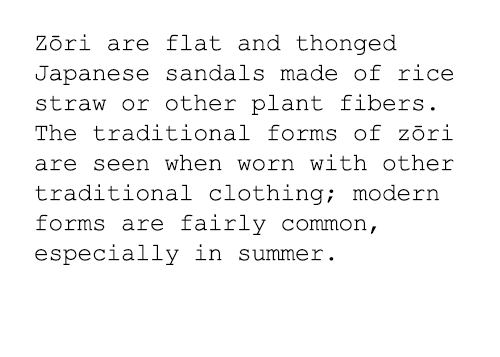 Zōri are flat and thonged
Japanese sandals made of rice
straw or other plant fibers.
The traditional forms of zōri
are seen when worn with other
traditional clothing; modern
forms are fairly common,
especially in summer.